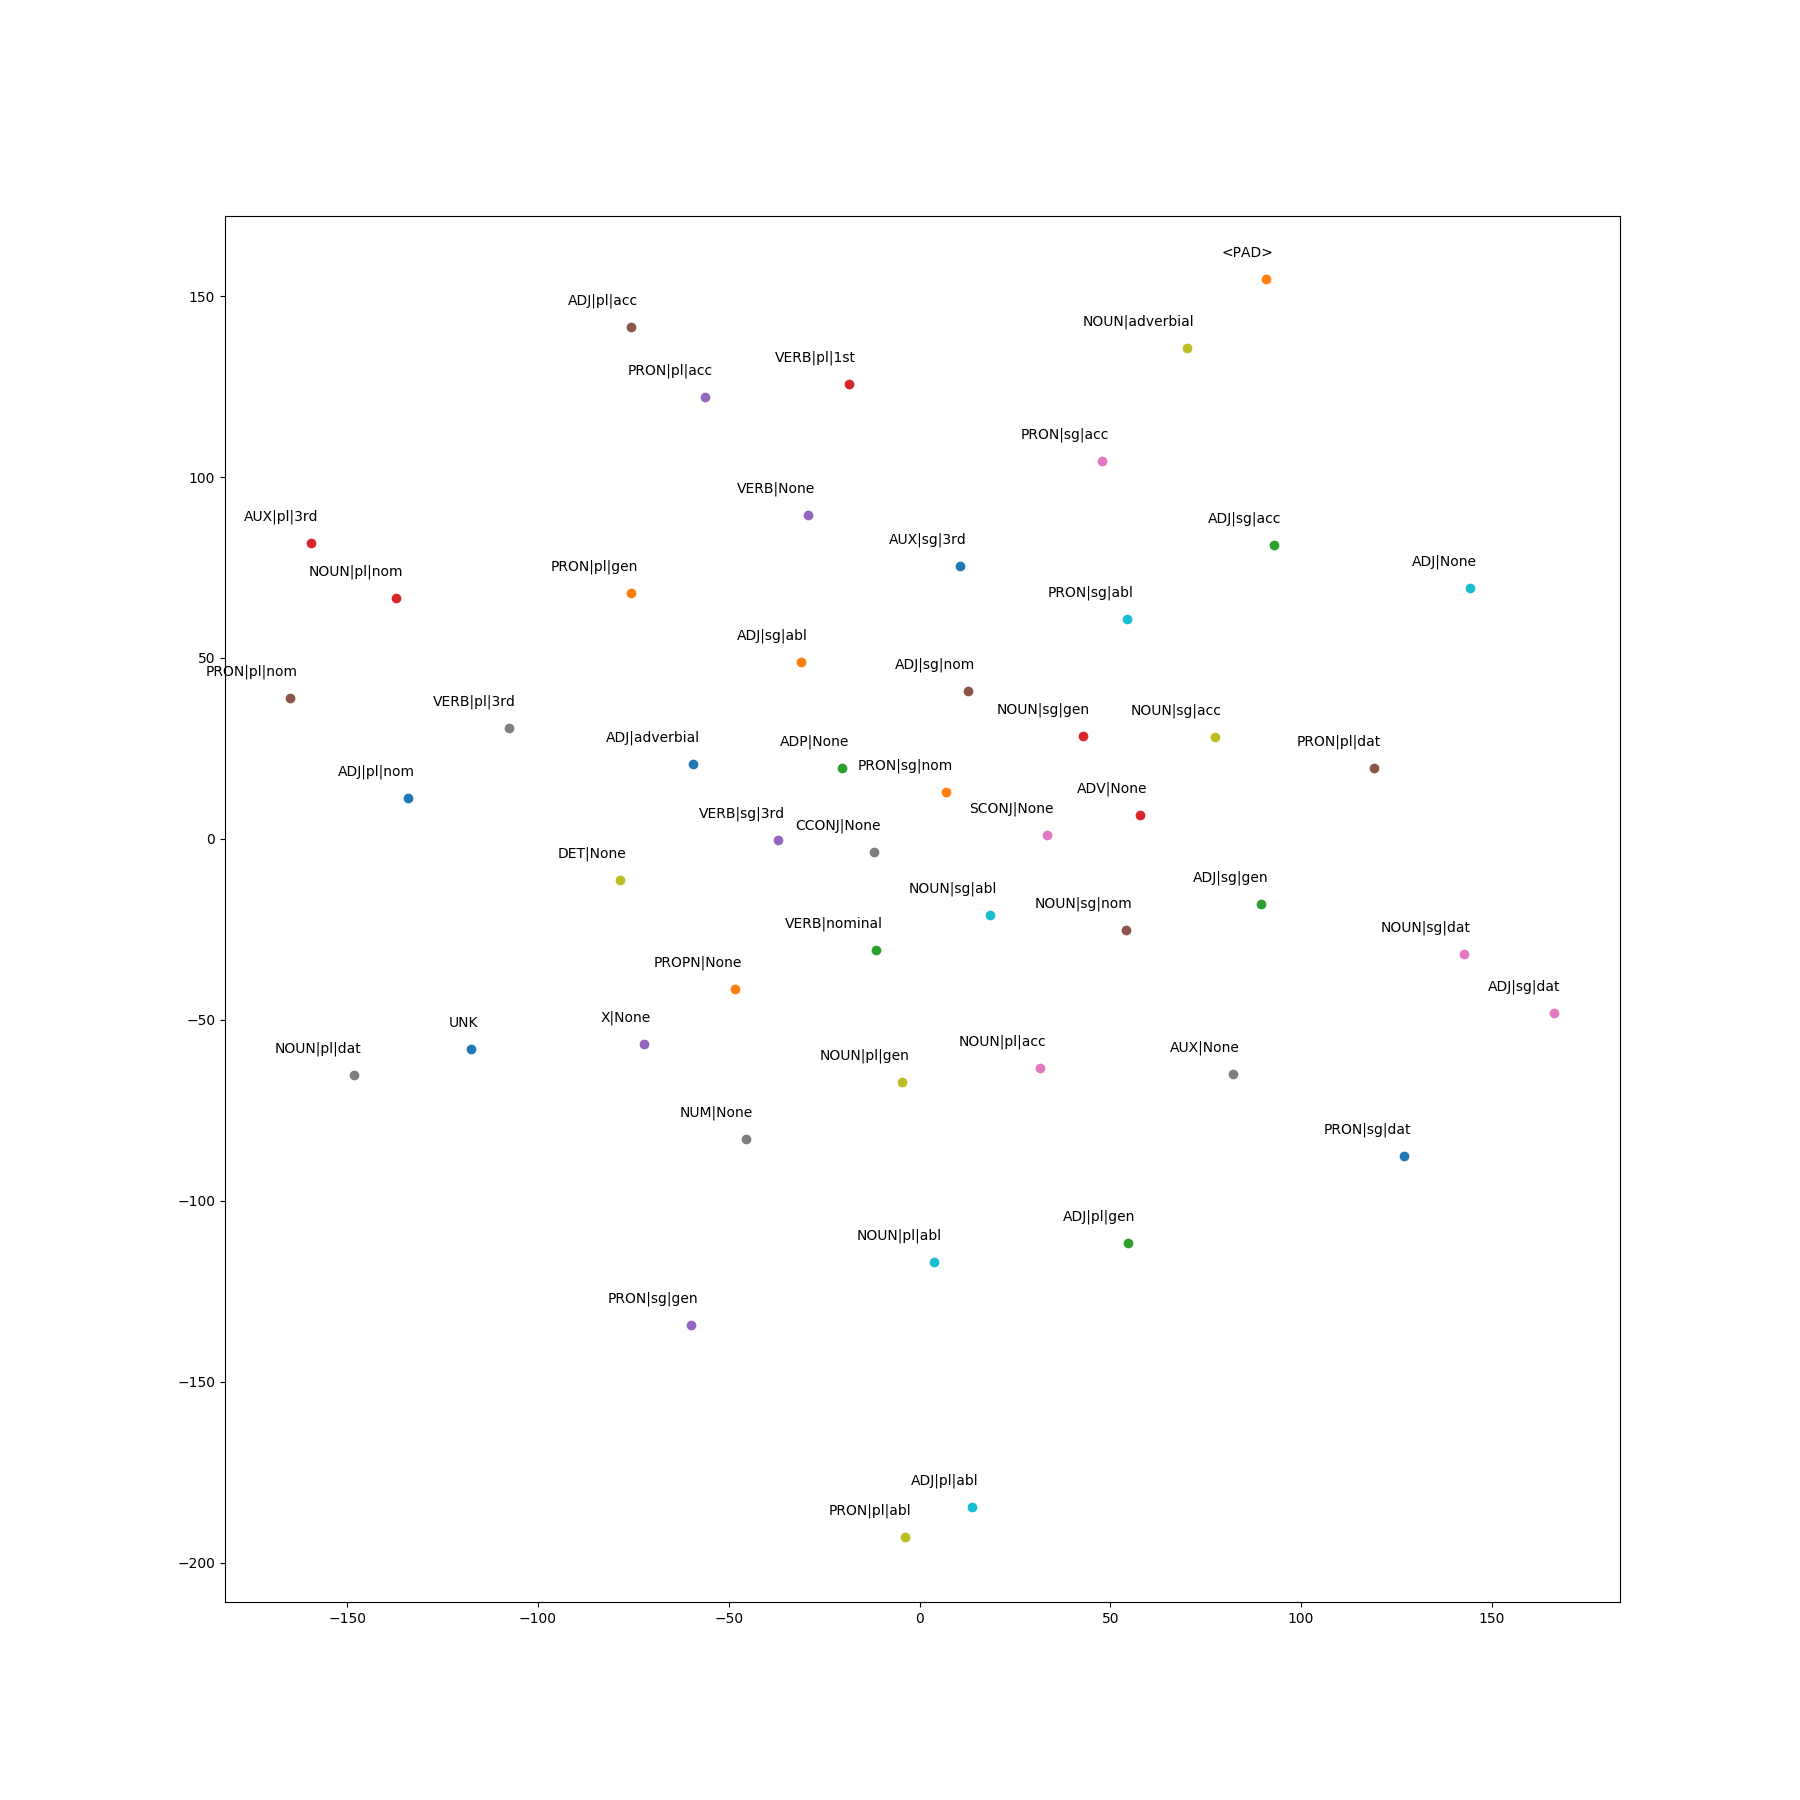 <PAD>
150
ADJ|pl|acc
NOUN|adverbial
VERB|pl|1st
PRON|pl|acc
PRON|sg|acc
100
VERB|None
AUX|pl|3rd
ADJ|sg|acc
AUX|sg|3rd
ADJ|None
NOUN|pl|nom
PRON|pl|gen
PRON|sg|abl
ADJ|sg|abl
50
ADJ|sg|nom
PRON|pl|nom
VERB|pl|3rd
NOUN|sg|gen
NOUN|sg|acc
ADJ|adverbial
ADP|None
PRON|pl|dat
PRON|sg|nom
ADJ|pl|nom
ADV|None
SCONJ|None
VERB|sg|3rd
CCONJ|None
0
DET|None
ADJ|sg|gen
NOUN|sg|abl
NOUN|sg|nom
VERB|nominal
NOUN|sg|dat
PROPN|None
ADJ|sg|dat
X|None
−50
UNK
NOUN|pl|acc
AUX|None
NOUN|pl|dat
NOUN|pl|gen
NUM|None
PRON|sg|dat
−100
ADJ|pl|gen
NOUN|pl|abl
PRON|sg|gen
−150
ADJ|pl|abl
PRON|pl|abl
−200
−150 −100 −50 0 50 100 150